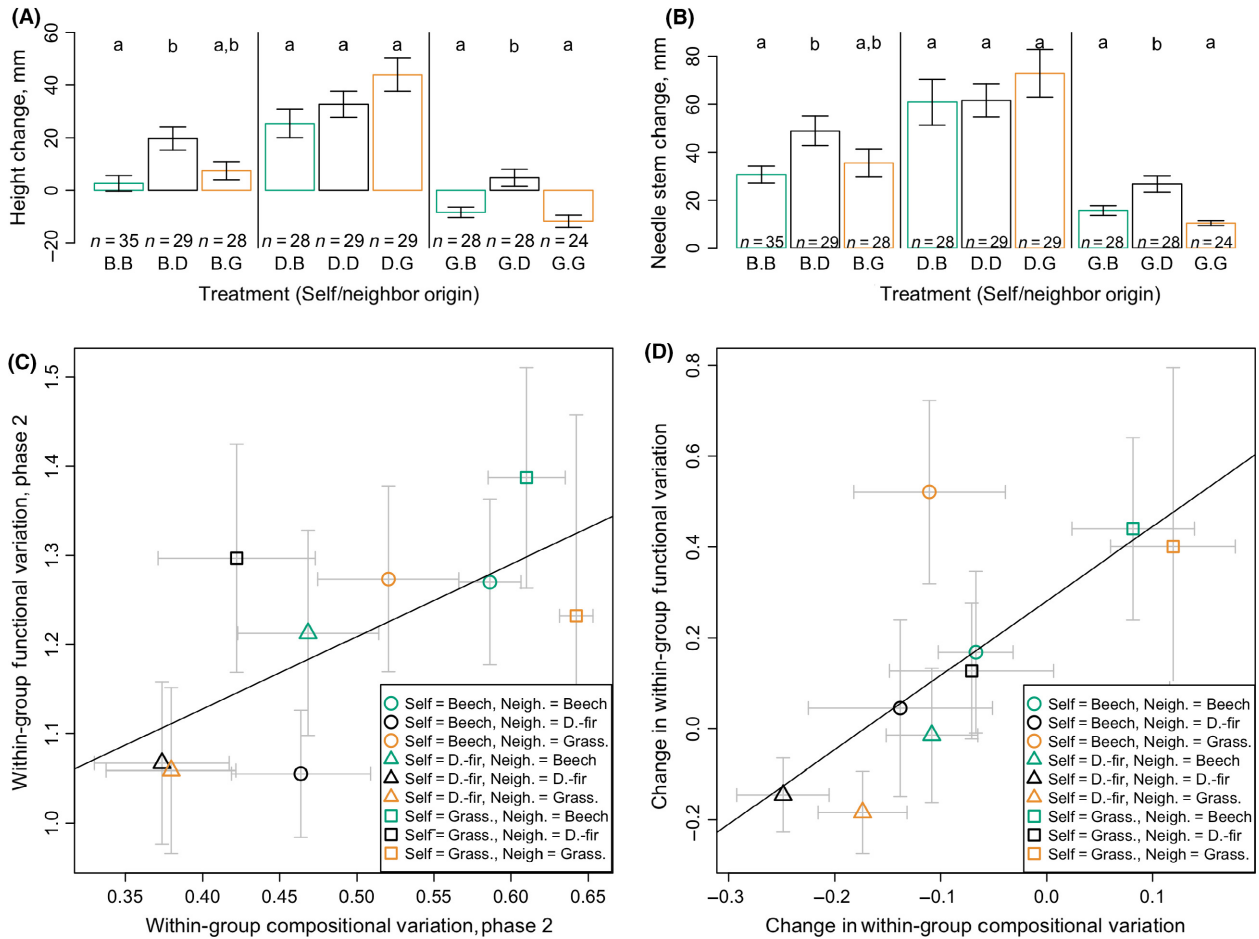 (A)
Height change, mm
60
40
20
0
−20
a b a,b a a a a b a
n = 35 n = 29 n = 28 n = 28 n = 29 n = 29 n = 28 n = 28 n = 24
B.B B.D B.G D.B D.D D.G G.B G.D G.G
Treatment (Self/neighbor origin)
(B)
Needle stem change, mm
80
60
40
20
0
a b a,b a a a a b a
n = 35 n = 29 n = 28 n = 28 n = 29 n = 29 n = 28 n = 28 n = 24
B.B B.D B.G D.B D.D D.G G.B G.D G.G
Treatment (Self/neighbor origin)
(C)
Within-group functional variation, phase 2
1.5
1.4
1.3
1.2
1.1
1.0
Self = Beech, Neigh. = Beech
Self = Beech, Neigh. = D.-fir
Self = Beech, Neigh. = Grass.
Self = D.-fir, Neigh. = Beech
Self = D.-fir, Neigh. = D.-fir
Self = D.-fir, Neigh. = Grass.
Self = Grass., Neigh. = Beech
Self = Grass., Neigh. = D.-fir
Self = Grass., Neigh = Grass.
0.35 0.40 0.45 0.50 0.55 0.60 0.65
Within-group compositional variation, phase 2
(D)
Change in within-group functional variation
0.8
0.6
0.4
0.2
0.0
−0.2
Self = Beech, Neigh. = Beech
Self = Beech, Neigh. = D.-fir
Self = Beech, Neigh. = Grass.
Self = D.-fir, Neigh. = Beech
Self = D.-fir, Neigh. = D.-fir
Self = D.-fir, Neigh. = Grass.
Self = Grass., Neigh. = Beech
Self = Grass., Neigh. = D.-fir
Self = Grass., Neigh = Grass.
−0.3 −0.2 −0.1 0.0 0.1
Change in within-group compositional variation